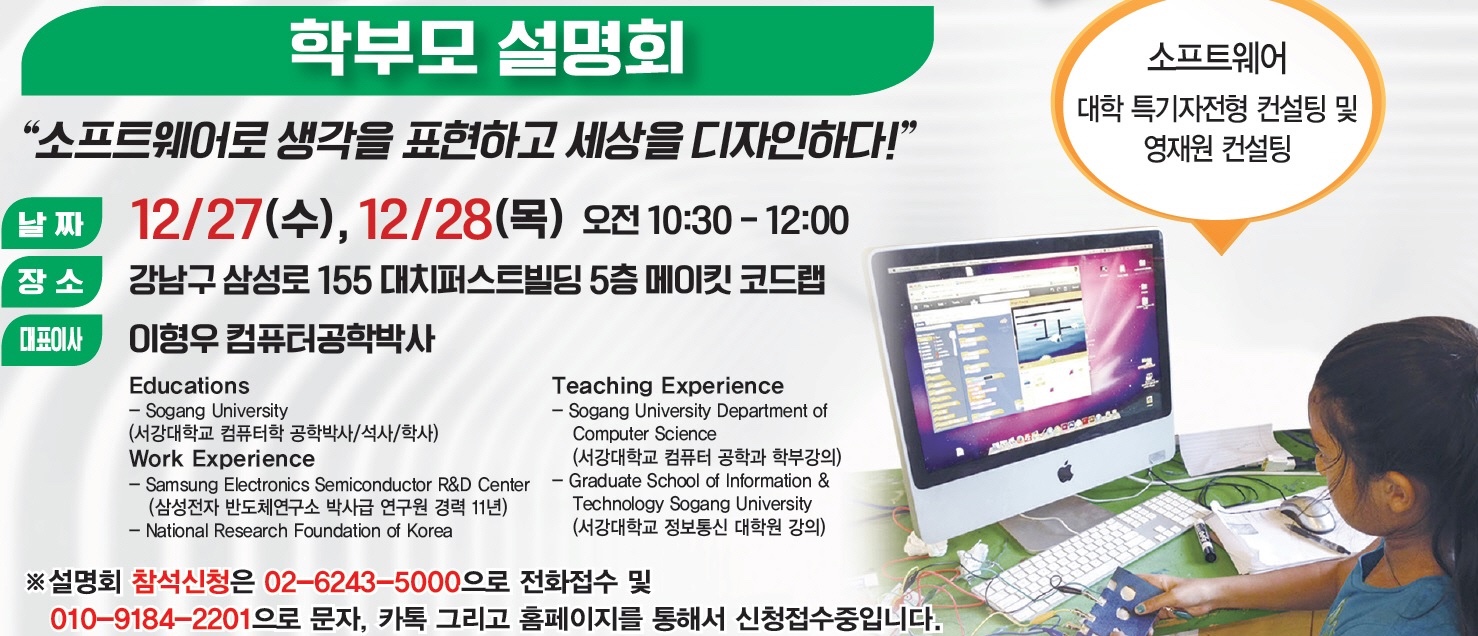 학부모 설명회
“소프트웨어로 생각을 표현하고 세상을 디자인하다!”
소프트웨어
대학 특기자전형 컨설팅 및
영재원 컨설팅
날 짜 12/27(수), 12/28(목) 오전 10:30 - 12:00
장 소 강남구 삼성로 155 대치퍼스트빌딩 5층 메이킷 코드랩
대표이사 이형우 컴퓨터공학박사
Educations
- Sogang University
(서강대학교 컴퓨터학 공학박사/석사/학사)
Work Experience
- Samsung Electronics Semiconductor R&D Center
(삼성전자 반도체연구소 박사급 연구원 경력 11년)
- National Research Foundation of Korea
Teaching Experience
- Sogang University Department of
Computer Science
(서강대학교 컴퓨터 공학과 학부강의)
- Graduate School of Information &
Technology Sogang University
(서강대학교 정보통신 대학원 강의)
※설명회 참석신청은 02-6243-5000으로 전화접수 및
010-9184-2201으로 문자, 카톡 그리고 홈페이지를 통해서 신청접수중입니다.